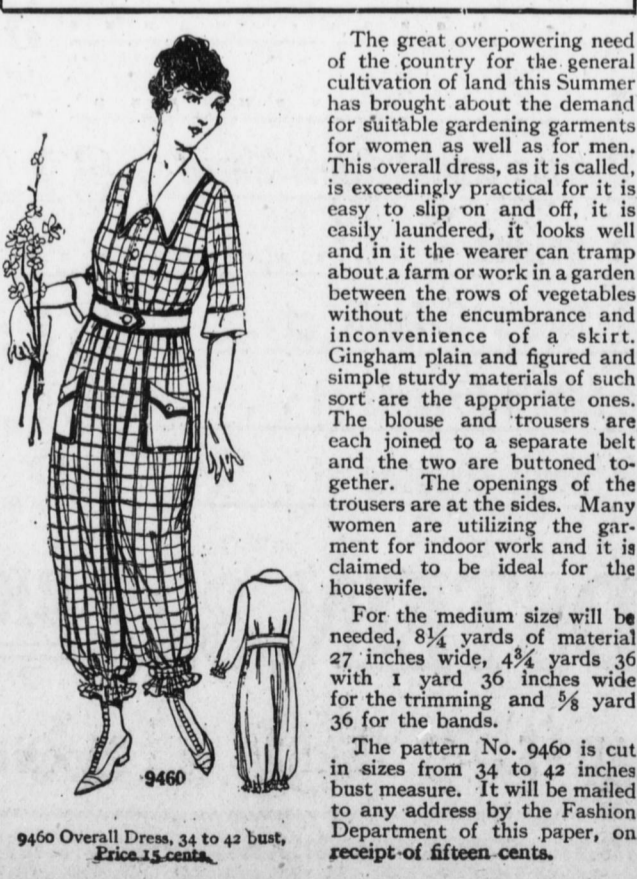 The great overpowering need
of the country for the general
cultivation of land this Summer
has brought about the demand
for suitable gardening garments
for women as well as for men.
This overall dress, as it is called,
is exceedingly practical for it is
easy to slip on and off, it is
easily laundered, it looks well
and in it the wearer can tramp
about a farm or work in a garden
between the rows of vegetables
without the encumbrance and
inconvenience of a skirt.
Gingham plain and figured and
simple sturdy materials of such
sort are the appropriate ones.
The blouse and trousers are
each joined to a separate belt
and the two are buttoned to-
gether. The openings of the
trousers are at the sides. Many
women are utilizing the gar-
ment for indoor work and it is
claimed to be ideal for the
housewife.
For the medium size will be
needed, 8¼ yards of material
27 inches wide, 4¾ yards 36
with 1 yard 36 inches wide
for the trimming and ⅝ yard
36 for the bands.
The pattern No. 9460 is cut
in sizes from 34 to 42 inches
bust measure. It will be mailed
to any address by the Fashion
Department of this paper, on
receipt of fifteen cents.
9460
9460 Overall Dress, 34 to 42 bust,
Price 15 cents.